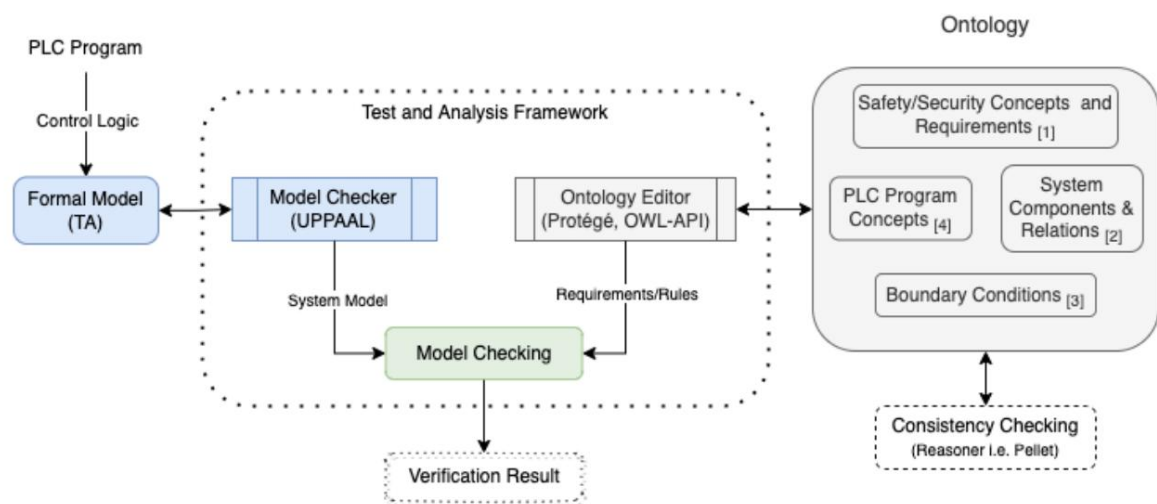 Ontology
PLC Program
Control Logic
Formal Model
(TA)
Test and Analysis Framework
Model Checker
(UPPAAL)
Ontology Editor
(Protégé, OWL-API)
System Model
Requirements/Rules
Model Checking
Verification Result
Safety/Security Concepts and
Requirements [1]
PLC Program
Concepts [4]
System
Components &
Relations [2]
Boundary Conditions [3]
Consistency Checking
(Reasoner i.e. Pellet)